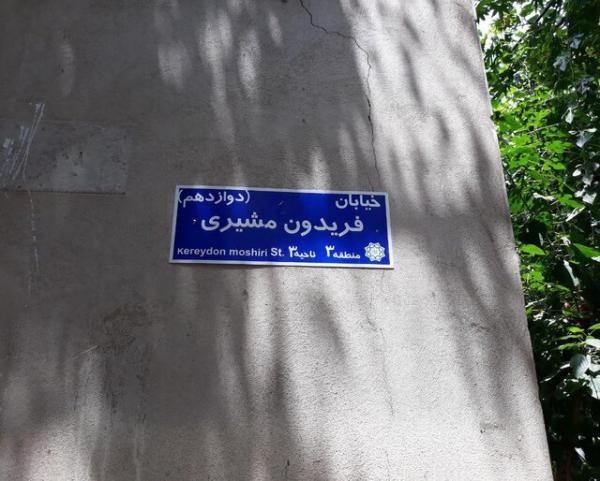 خیابان (دوازدهم)
فریدون مشیری
منطقه ۳ ناحیه ۳ Kereydon moshiri St.